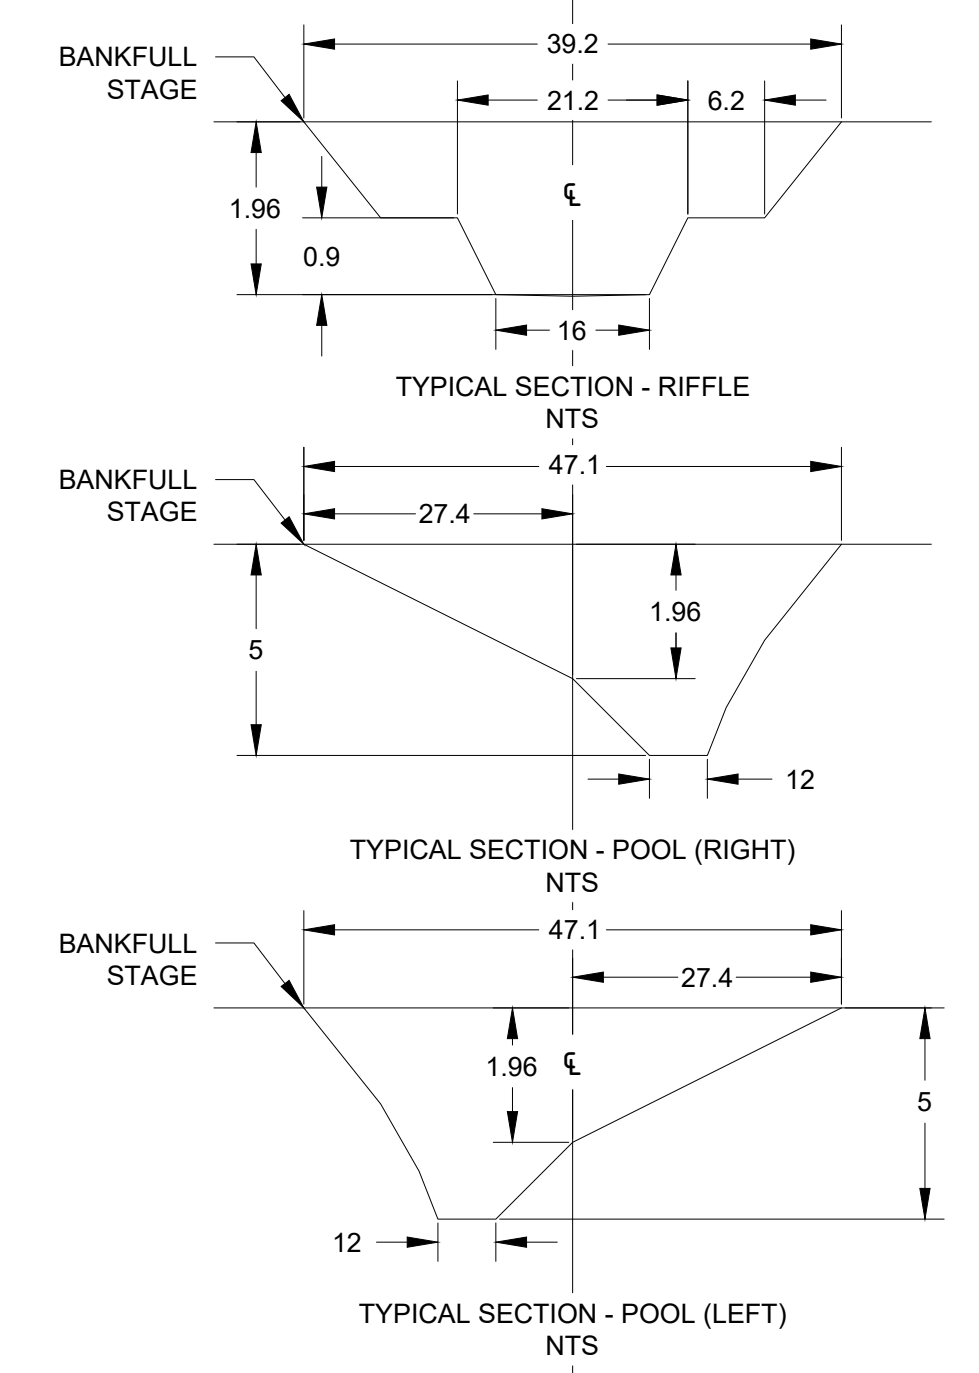 39.2
BANKFULL
STAGE
21.2
6.2
℄
1.96
0.9
16
TYPICAL SECTION - RIFFLE
NTS
47.1
BANKFULL
STAGE
27.4
1.96
5
12
TYPICAL SECTION - POOL (RIGHT)
NTS
47.1
BANKFULL
STAGE
27.4
1.96
℄
5
12
TYPICAL SECTION - POOL (LEFT)
NTS